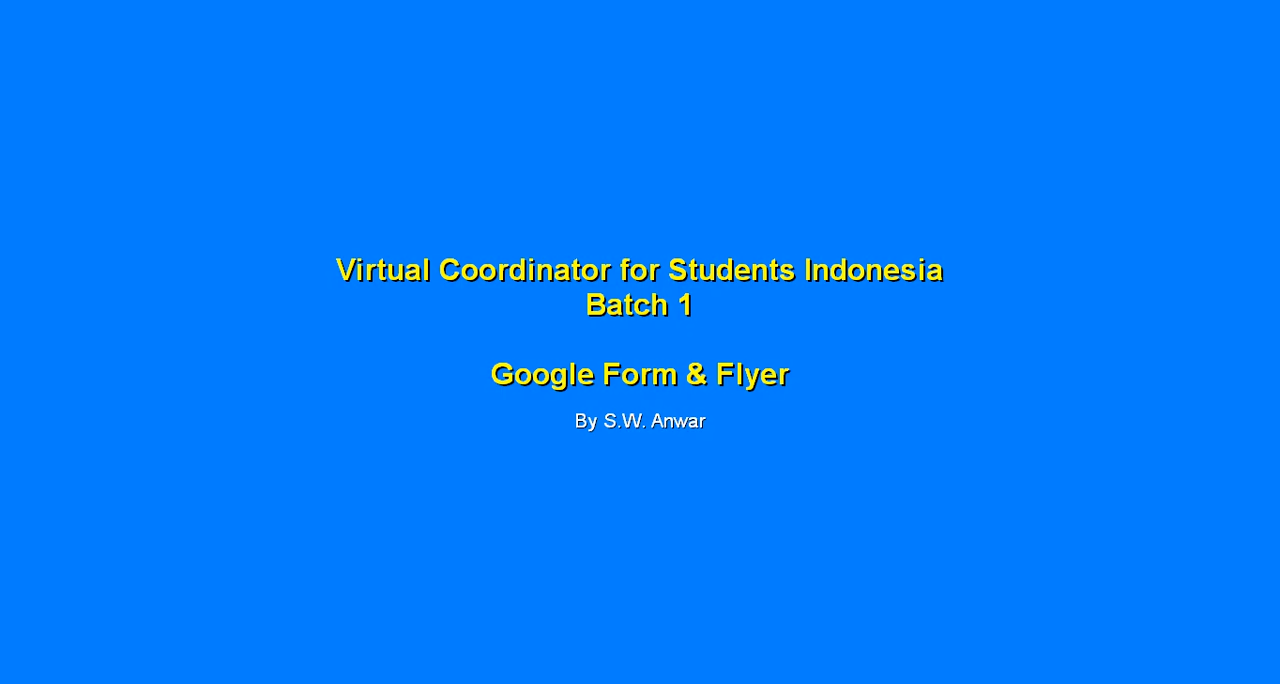 Virtual Coordinator for Students Indonesia
Batch 1
Google Form & Flyer
By S.W. Anwar